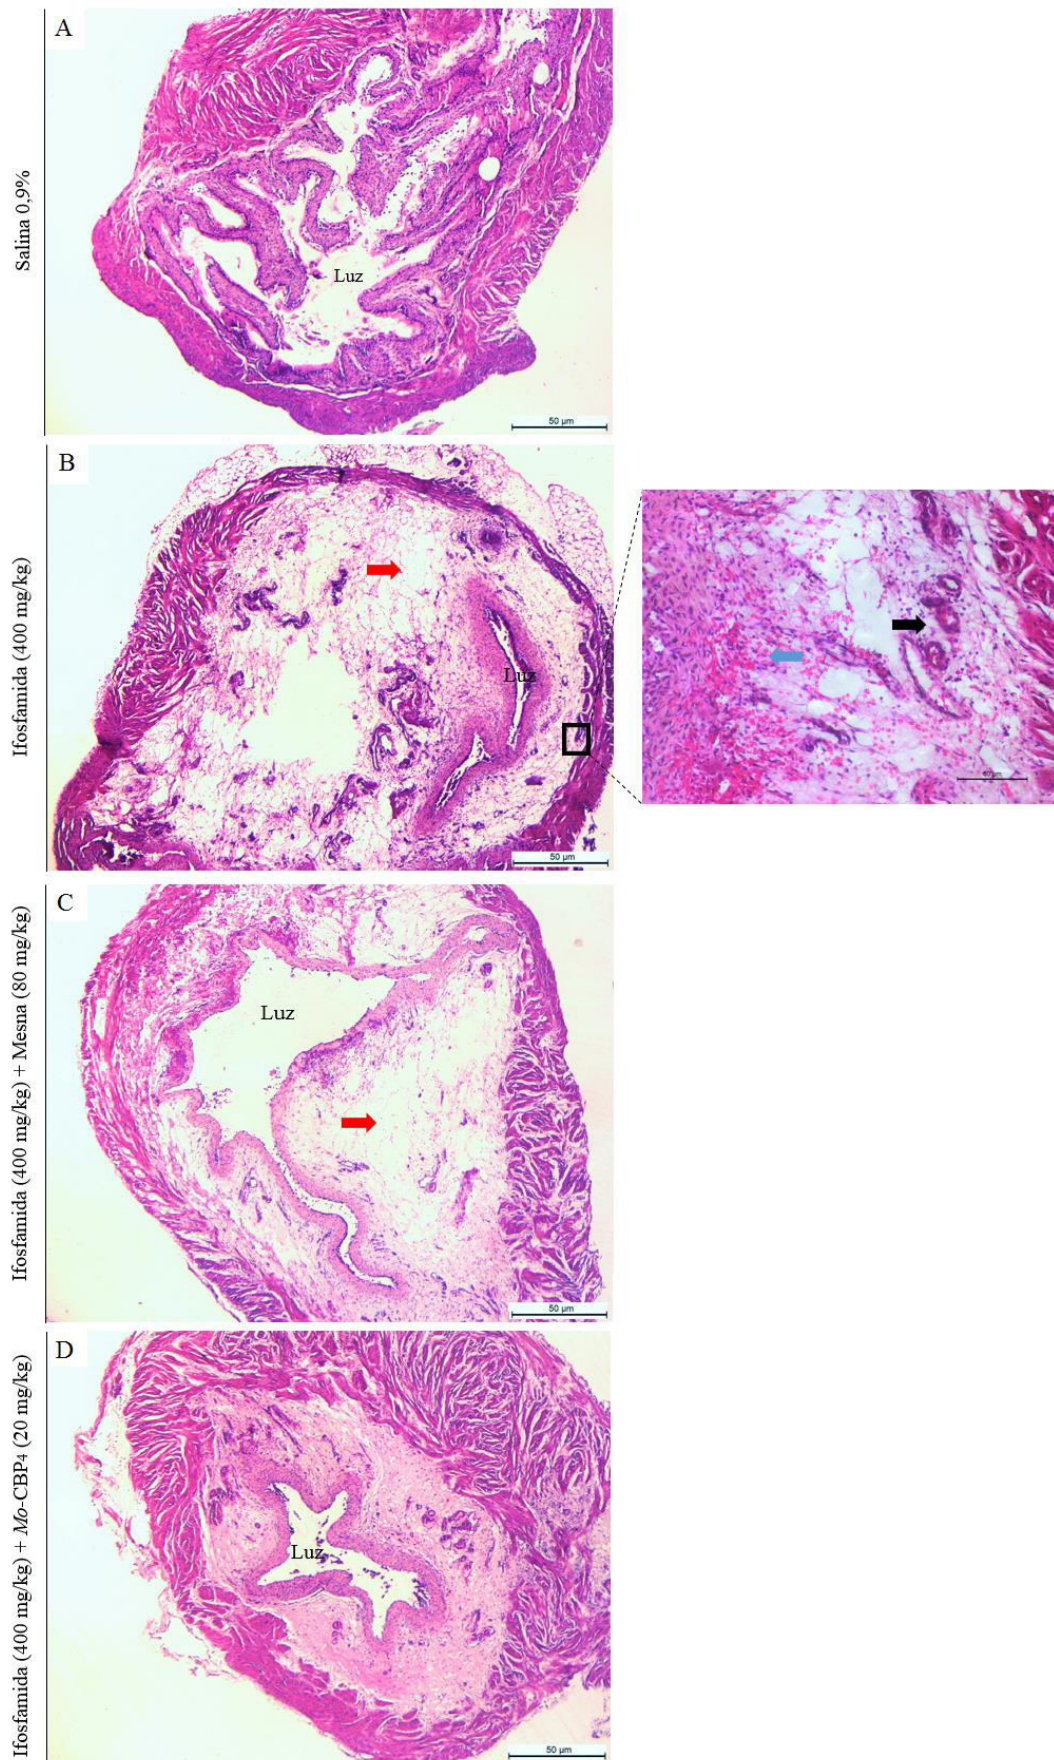 A
Salina 0,9%
Luz
50 µm
B
Ifosfamida (400 mg/kg)
Luz
50 µm
C
Ifosfamida (400 mg/kg) + Mesna (80 mg/kg)
Luz
50 µm
D
Ifosfamida (400 mg/kg) + Mo-CBP4 (20 mg/kg)
Luz
50 µm